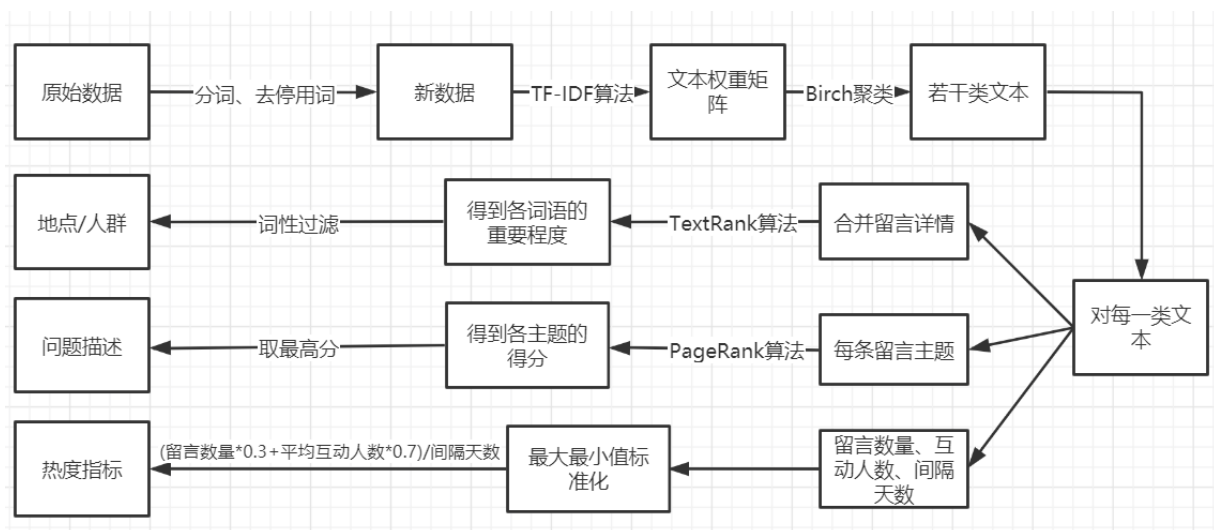 原始数据
分词、去停用词
新数据
TF-IDF算法
文本权重矩
阵
Birch聚类
若干类文本
地点/人群
词性过滤
得到各词语的
重要程度
TextRank算法
合并留言详情
对每一类文
本
问题描述
取最高分
得到各主题的
得分
PageRank算法
每条留言主题
热度指标
(留言数量*0.3+平均互动人数*0.7)/间隔天数
最大最小值标
准化
留言数量、互
动人数、间隔
天数